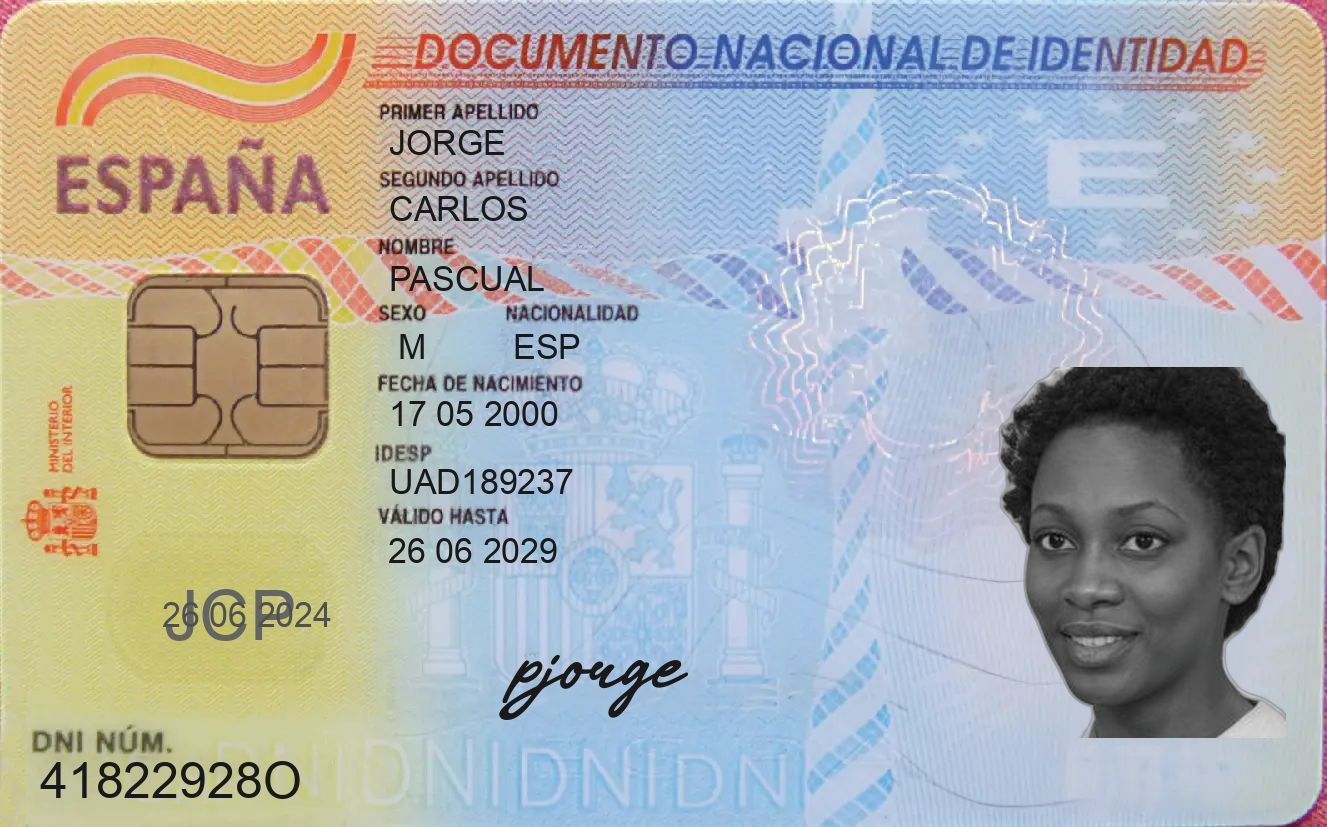 DOCUMENTO NACIONAL DE IDENTIDAD
ESPAÑA
PRIMER APELLIDO
JORGE
SEGUNDO APELLIDO
CARLOS
NOMBRE
PASCUAL
SEXO NACIONALIDAD
M ESP
FECHA DE NACIMIENTO
17 05 2000
IDESP
UAD189237
VÁLIDO HASTA
26 06 2029
MINISTERIO
DEL INTERIOR
E
JCP
26 06 2024
pjorge
DNI NÚM.
41822928O
DNIDNIDNIDNI